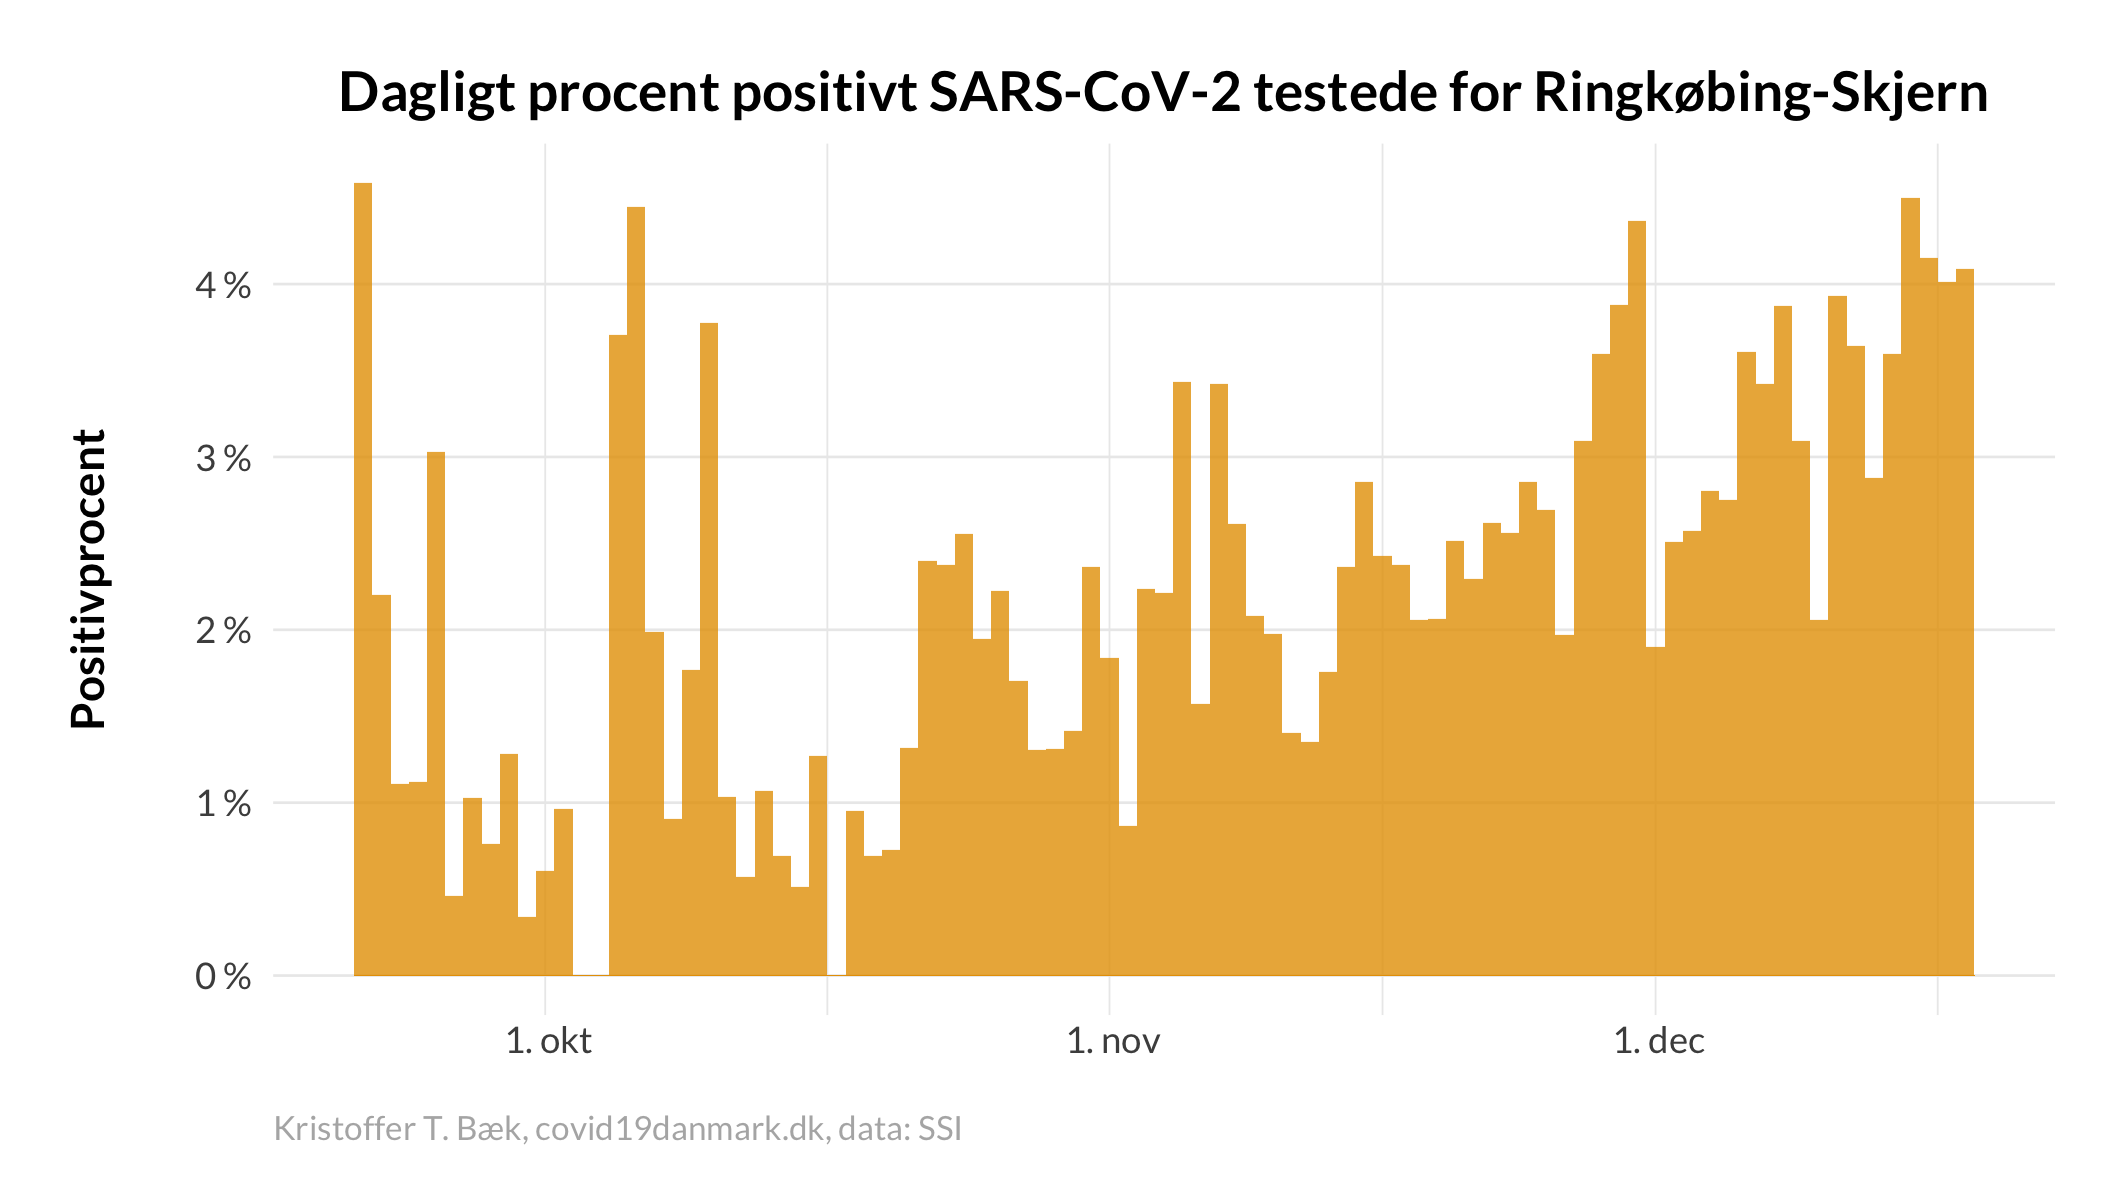 Dagligt procent positivt SARS-CoV-2 testede for Ringkøbing-Skjern
Positivprocent
4 %
3 %
2 %
1 %
0 %
1. okt
1. nov
1. dec
Kristoffer T. Bæk, covid19danmark.dk, data: SSI